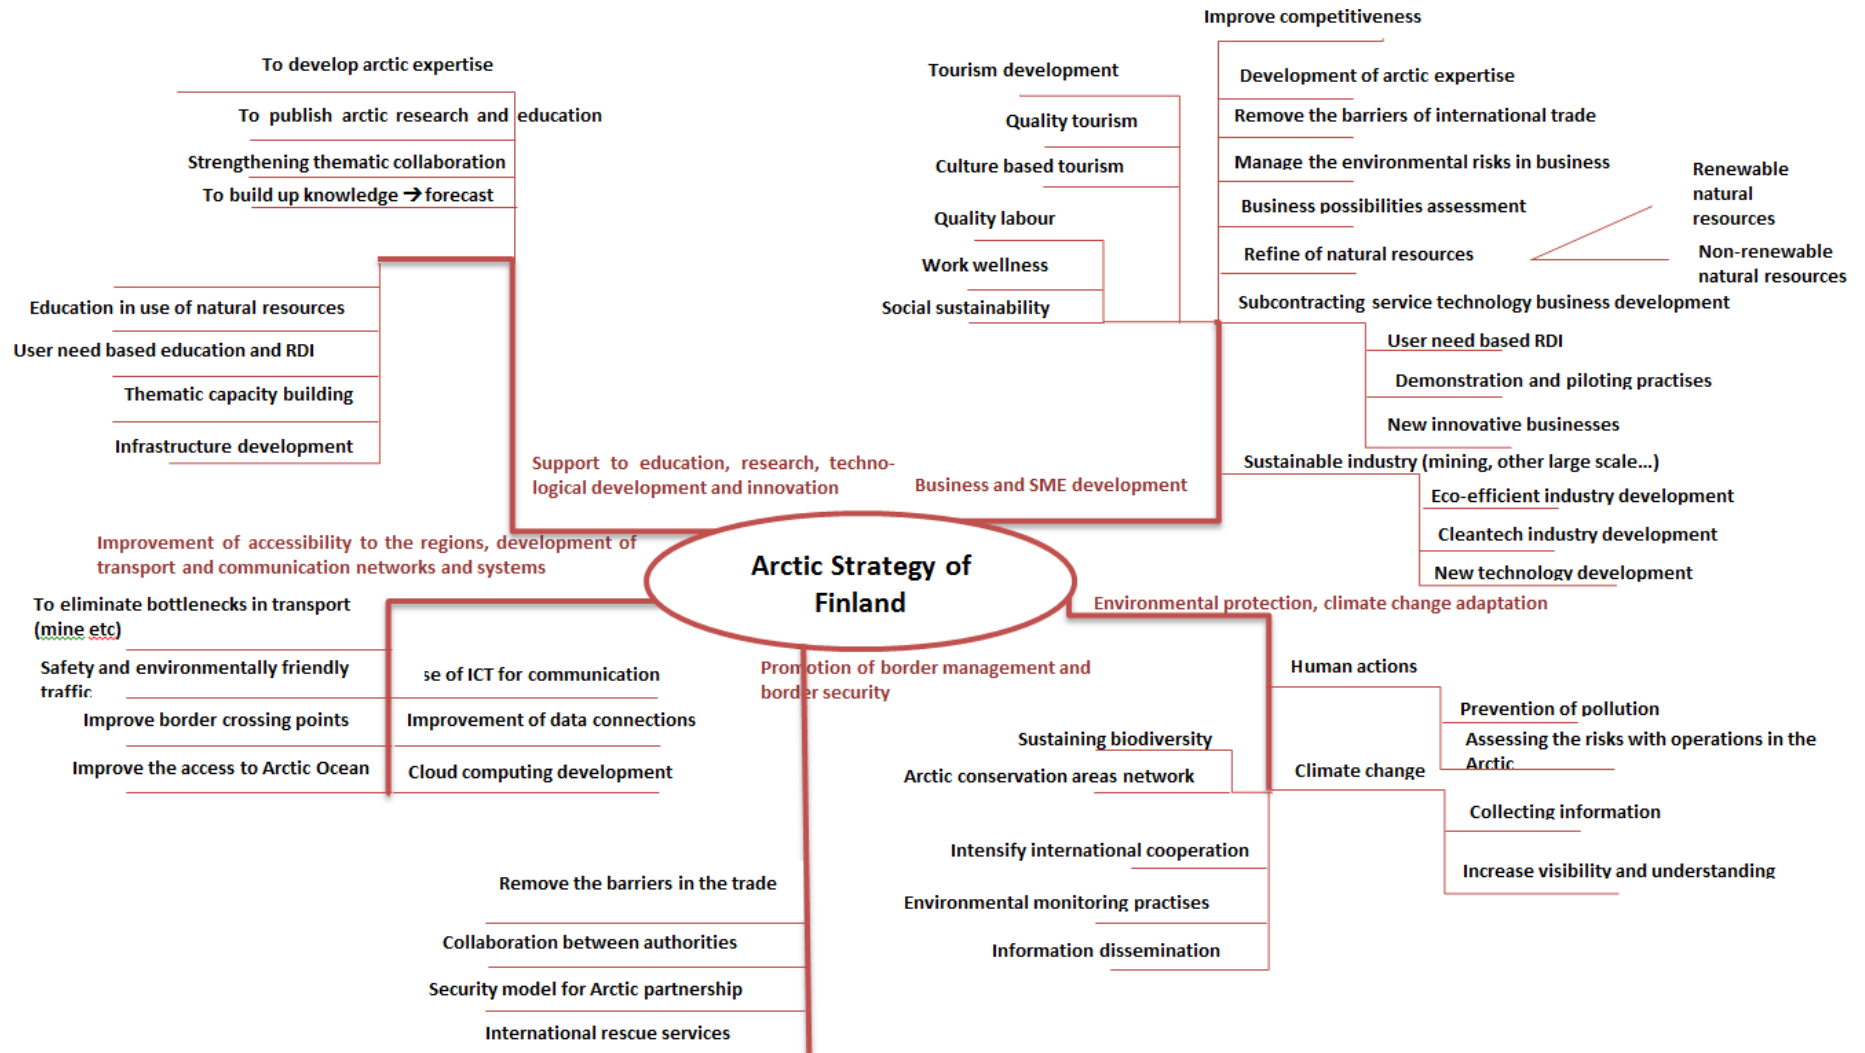 Improve competitiveness
To develop arctic expertise
Tourism development
Development of arctic expertise
To publish arctic research and education
Quality tourism
Remove the barriers of international trade
Strengthening thematic collaboration
Culture based tourism
Manage the environmental risks in business
Renewable
natural
resources
To build up knowledge → forecast
Quality labour
Business possibilities assessment
Work wellness
Refine of natural resources
Non-renewable
natural resources
Education in use of natural resources
Social sustainability
Subcontracting service technology business development
User need based education and RDI
User need based RDI
Thematic capacity building
Demonstration and piloting practises
Infrastructure development
New innovative businesses
Support to education, research, techno-
logical development and innovation
Business and SME development
Sustainable industry (mining, other large scale...)
Eco-efficient industry development
Cleantech industry development
New technology development
Improvement of accessibility to the regions, development of
transport and communication networks and systems
Arctic Strategy of
Finland
Environmental protection, climate change adaptation
To eliminate bottlenecks in transport
(mine etc)
Safety and environmentally friendly
traffic
se of ICT for communication
Promotion of border management and
border security
Human actions
Improve border crossing points
Improvement of data connections
Prevention of pollution
Sustaining biodiversity
Assessing the risks with operations in the
Arctic
Improve the access to Arctic Ocean
Cloud computing development
Arctic conservation areas network
Climate change
Collecting information
Intensify international cooperation
Increase visibility and understanding
Remove the barriers in the trade
Environmental monitoring practises
Collaboration between authorities
Information dissemination
Security model for Arctic partnership
International rescue services